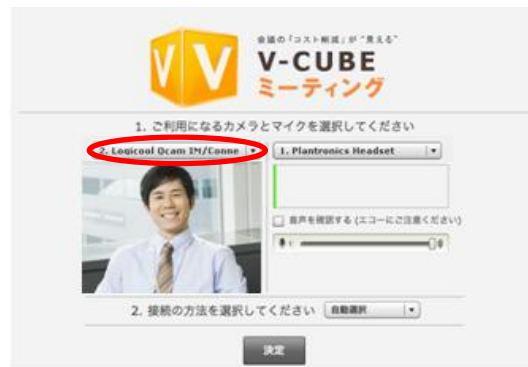 会議の「コスト削減」が“見える”
V-CUBE
ミーティング
1. ご利用になるカメラとマイクを選択してください
2. Logicool Qcam IM/Conne
1. Plantronics Headset
音声を確認する (エコーにご注意ください)
2. 接続の方法を選択してください
自動選択
決定